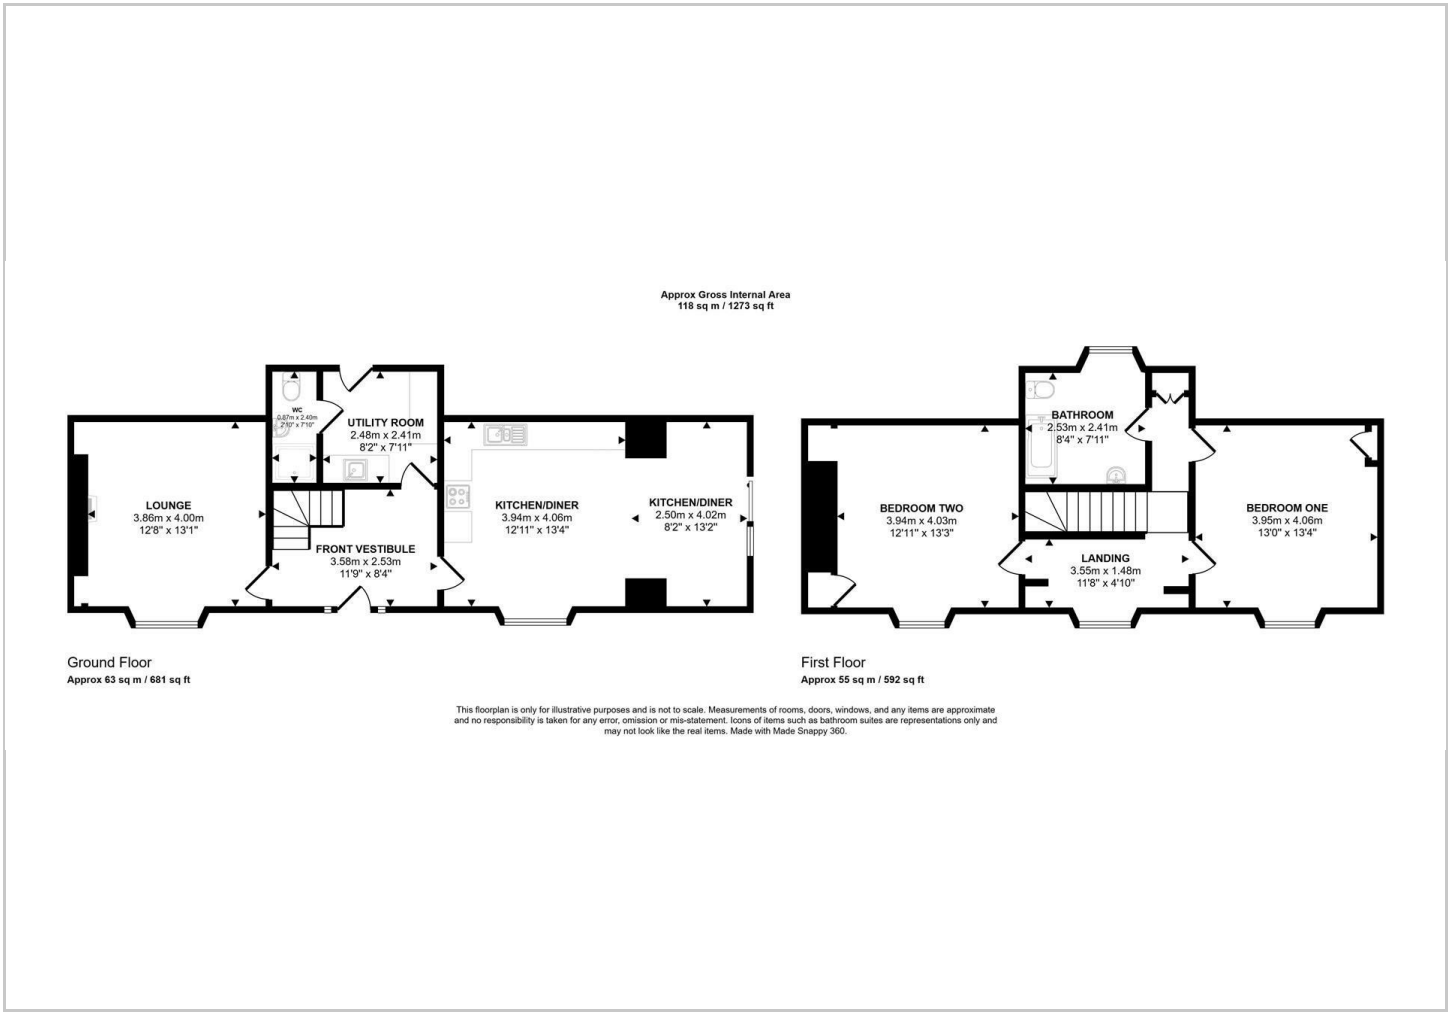 Approx Gross Internal Area
118 sq m / 1273 sq ft
WC
0.87m x 2.40m
2'10" x 7'10"
UTILITY ROOM
2.48m x 2.41m
8'2" x 7'11"
LOUNGE
3.86m x 4.00m
12'8" x 13'1"
KITCHEN/DINER
3.94m x 4.06m
12'11" x 13'4"
KITCHEN/DINER
2.50m x 4.02m
8'2" x 13'2"
FRONT VESTIBULE
3.58m x 2.53m
11'9" x 8'4"
Ground Floor
Approx 63 sq m / 681 sq ft
BATHROOM
2.53m x 2.41m
8'4" x 7'11"
BEDROOM TWO
3.94m x 4.03m
12'11" x 13'3"
BEDROOM ONE
3.95m x 4.06m
13'0" x 13'4"
LANDING
3.55m x 1.48m
11'8" x 4'10"
First Floor
Approx 55 sq m / 592 sq ft
This floorplan is only for illustrative purposes and is not to scale. Measurements of rooms, doors, windows, and any items are approximate
and no responsibility is taken for any error, omission or mis-statement. Icons of items such as bathroom suites are representations only and
may not look like the real items. Made with Made Snappy 360.